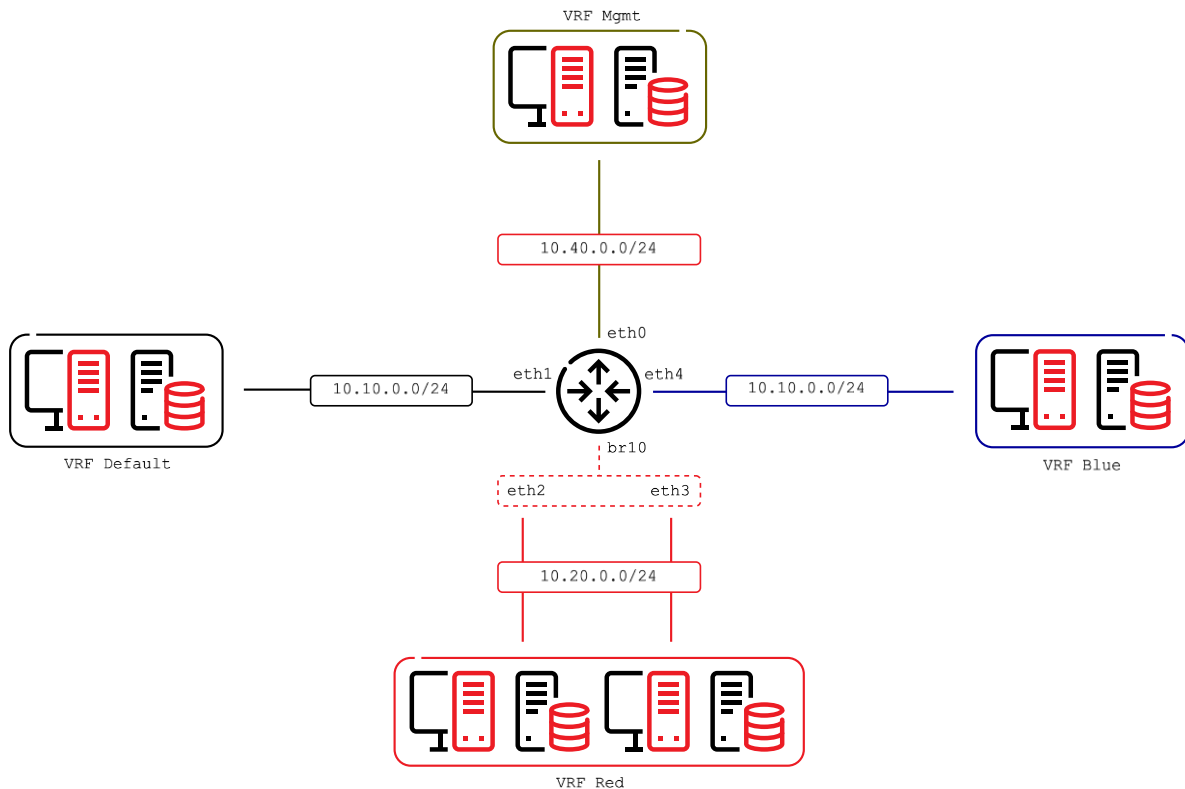 VRF Mgmt
10.40.0.0/24
eth0
eth1
eth4
10.10.0.0/24
10.10.0.0/24
br10
VRF Default
VRF Blue
eth2
eth3
10.20.0.0/24
VRF Red